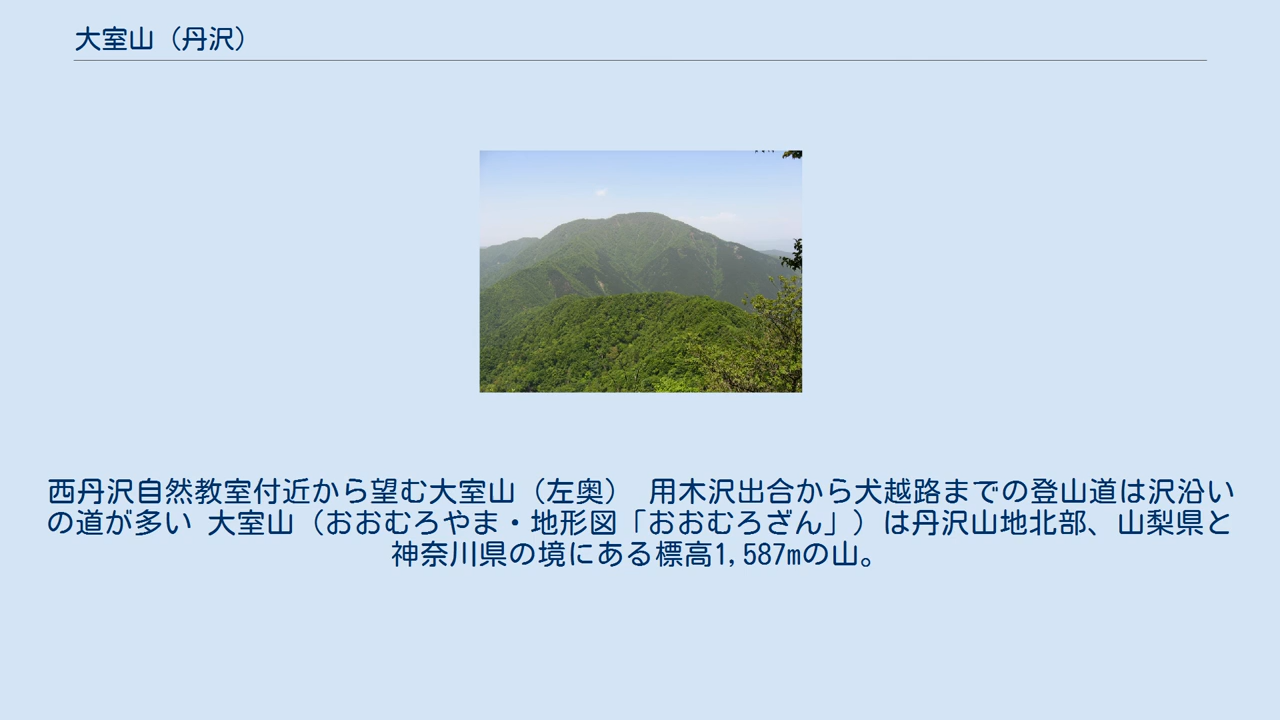 大室山（丹沢）
西丹沢自然教室付近から望む大室山（左奥） 用木沢出合から犬越路までの登山道は沢沿い
の道が多い 大室山（おおむろやま・地形図「おおむろざん」）は丹沢山地北部、山梨県と
神奈川県の境にある標高1,587mの山。